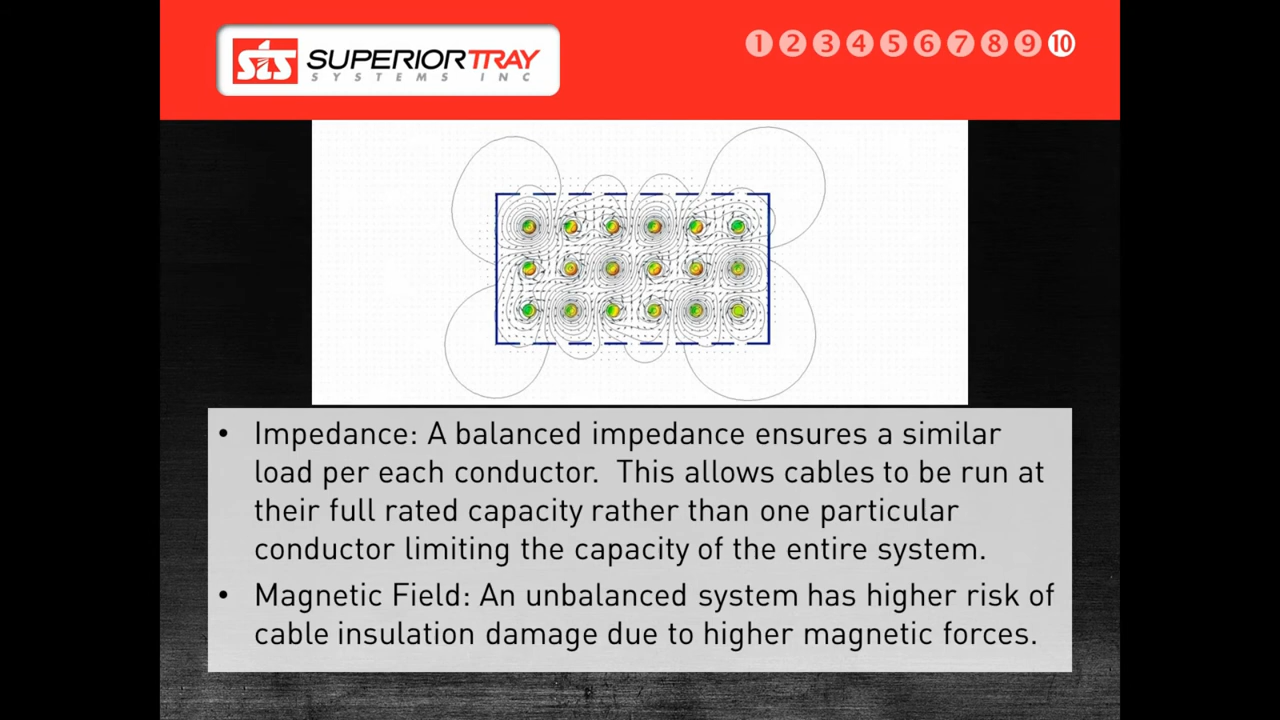 sts SUPERIORTRAY
SYSTEMS INC
1 2 3 4 5 6 7 8 9 10
• Impedance: A balanced impedance ensures a similar
load per each conductor. This allows cables to be run at
their full rated capacity rather than one particular
conductor limiting the capacity of the entire system.
• Magnetic Field: An unbalanced system has higher risk of
cable insulation damage due to higher magnetic forces.